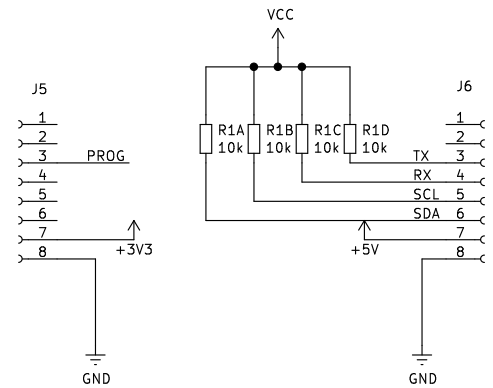 VCC
J5
J6
1
2
3 PROG
4
5
6
7
8
+3V3
GND
R1A
10k
R1B
10k
R1C
10k
R1D
10k
1
2
TX 3
RX 4
SCL 5
SDA 6
7
8
+5V
GND